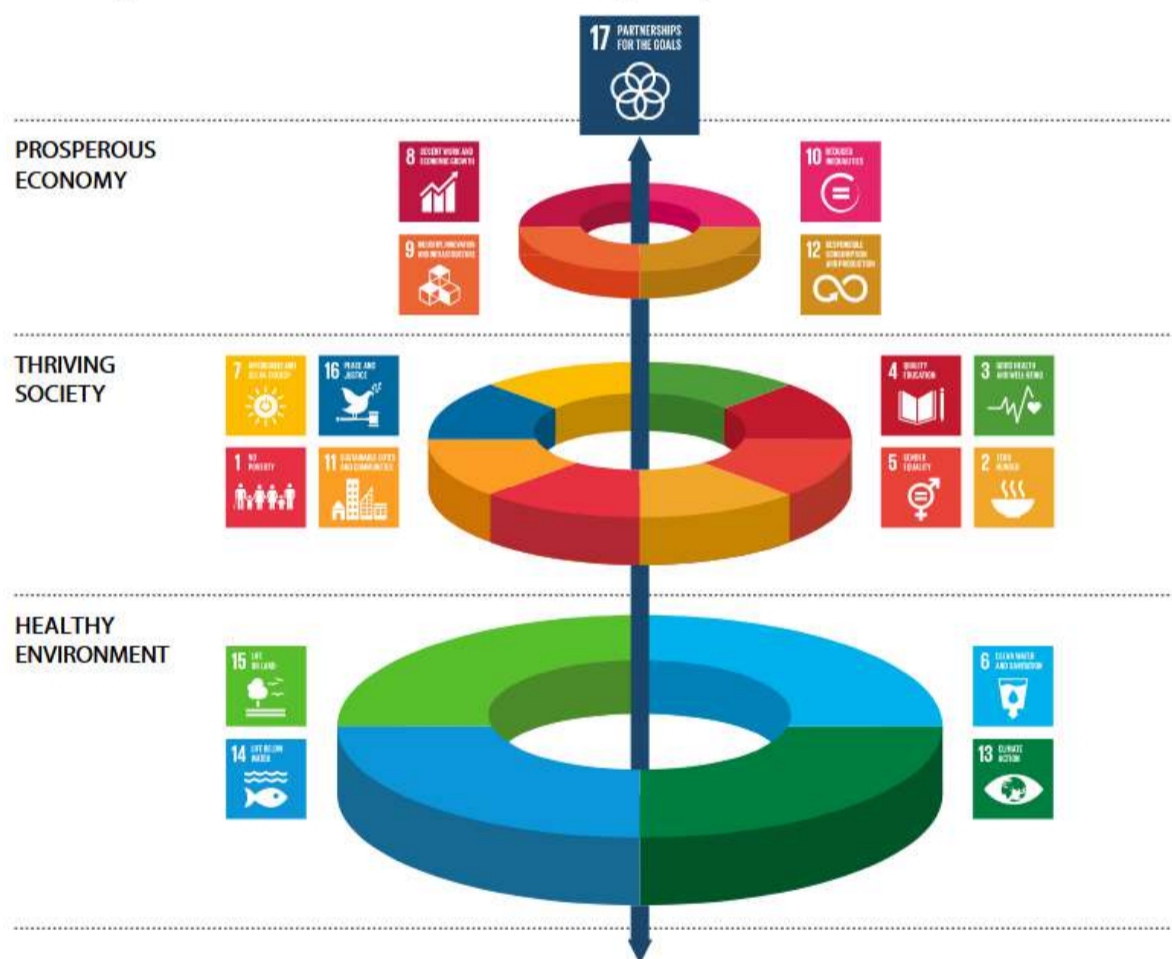 17 PARTNERSHIPS
FOR THE GOALS
PROSPEROUS
ECONOMY
8 DECENT WORK AND
ECONOMIC GROWTH
10 REDUCED
INEQUALITIES
9 INDUSTRY, INNOVATION
AND INFRASTRUCTURE
12 RESPONSIBLE
CONSUMPTION
AND PRODUCTION
THRIVING
SOCIETY
7 AFFORDABLE AND
CLEAN ENERGY
16 PEACE AND
JUSTICE
4 QUALITY
EDUCATION
3 GOOD HEALTH
AND WELL-BEING
1 NO
POVERTY
11 SUSTAINABLE CITIES
AND COMMUNITIES
5 GENDER
EQUALITY
2 ZERO
HUNGER
HEALTHY
ENVIRONMENT
15 LIFE
ON LAND
6 CLEAN WATER
AND SANITATION
14 LIFE BELOW
WATER
13 CLIMATE
ACTION